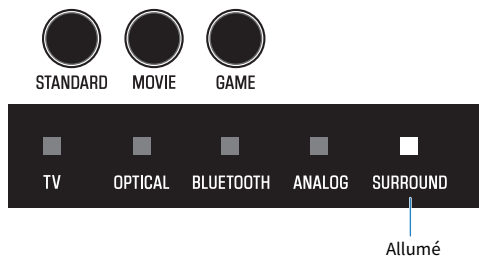 STANDARD MOVIE GAME
TV OPTICAL BLUETOOTH ANALOG SURROUND
Allumé